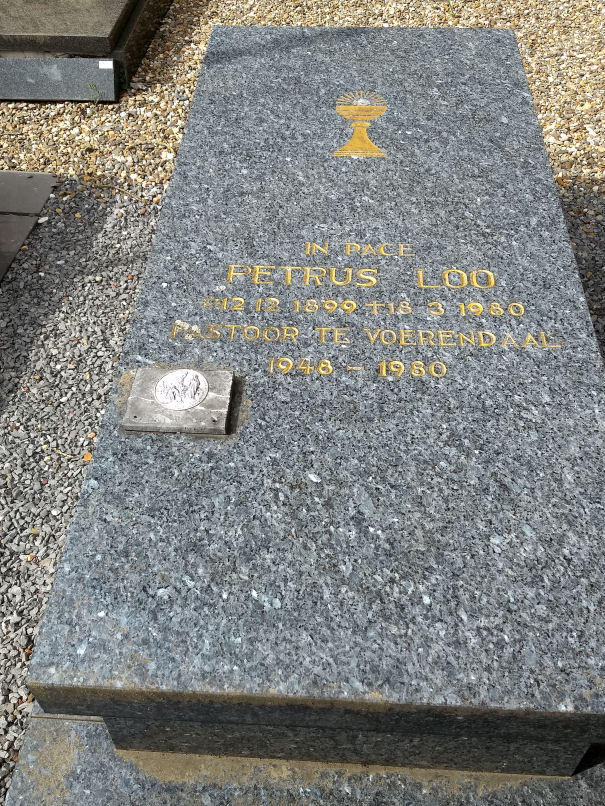 IN PACE
PETRUS LOO
*12 12 1899 +18 3 1980
PASTOOR TE VOERENDAAL
1948 - 1980